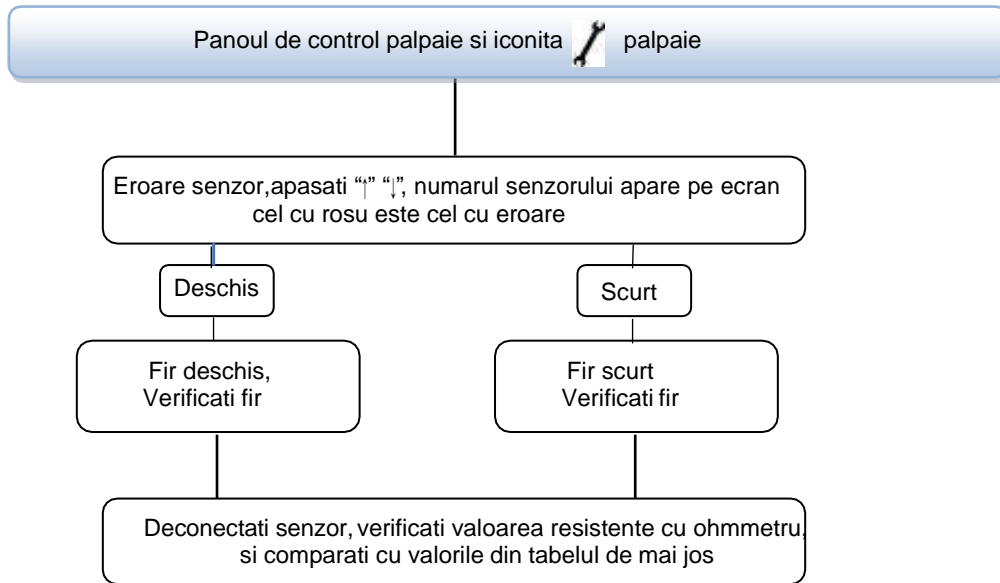 Panoul de control palpaie si iconita palpaie
Eroare senzor,apasati “↑” “↓”, numarul senzorului apare pe ecran
cel cu rosu este cel cu eroare
Deschis
Scurt
Fir deschis,
Verificati fir
Fir scurt
Verificati fir
Deconectati senzor, verificati valoarea resistente cu ohmmetru,
si comparati cu valorile din tabelul de mai jos